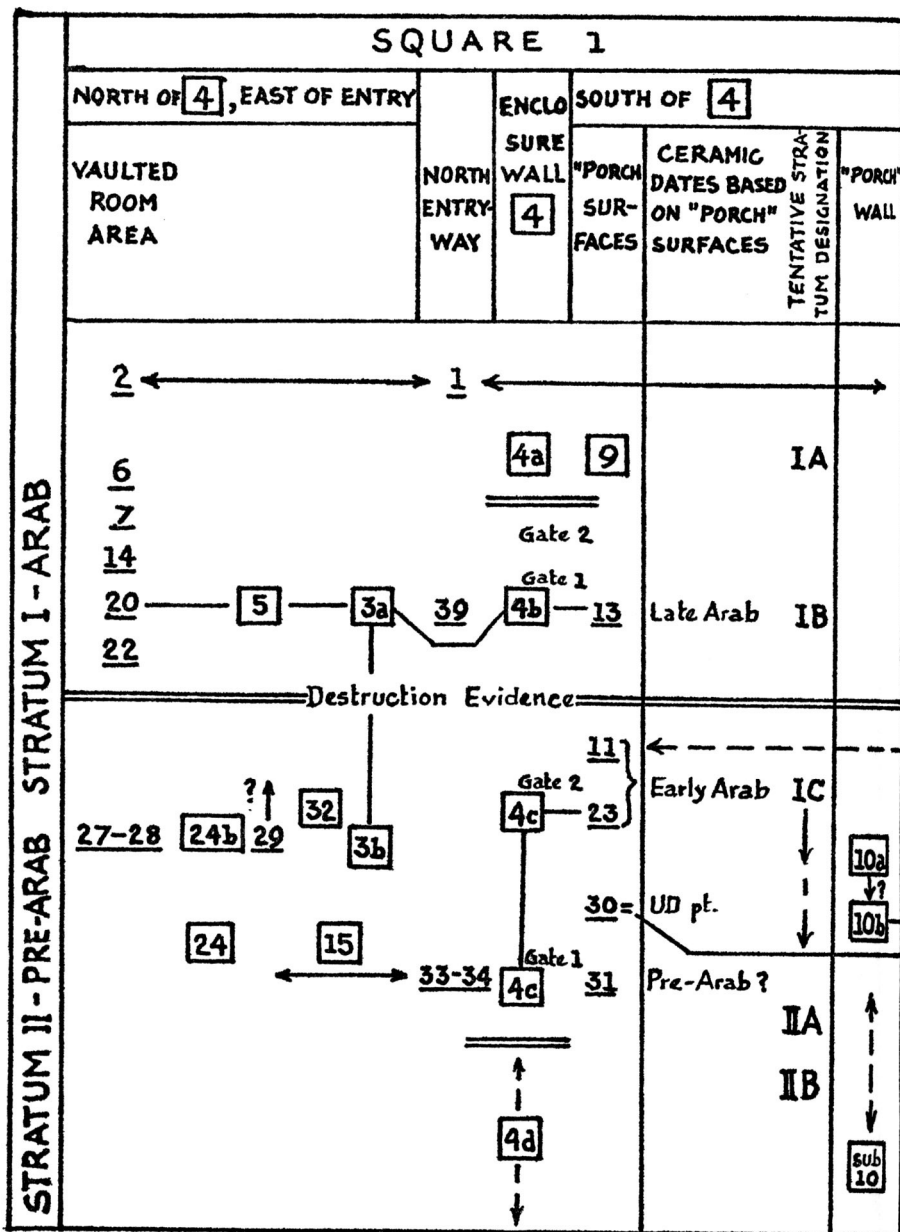 SQUARE 1
NORTH OF 4, EAST OF ENTRY
VAULTED
ROOM
AREA
NORTH
ENTRY-
WAY
ENCLO
SURE
WALL
4
SOUTH OF 4
"PORCH
SUR-
FACES
CERAMIC
DATES BASED
ON "PORCH"
SURFACES
TENTATIVE STRA-
TUM DESIGNATION
"PORCH"
WALL
STRATUM II-PRE-ARAB STRATUM I-ARAB
2 1
6 4a 9 IA
7
Gate 2
14
Gate 1
20 5 3a 39 4b 13 Late Arab IB
22
Destruction Evidence
11
Gate 2
? 32 4c 23 Early Arab IC
27-28 24b 29 3b 10a
?
30= UD pt. 10b
24 15
Gate 1
33-34 4c 31 Pre-Arab?
IIA
IIB
4d
sub
10